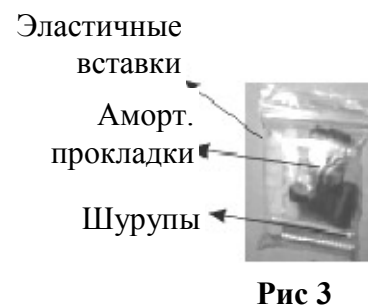 Эластичные
вставки
Аморт.
прокладки
Шурупы
Рис 3